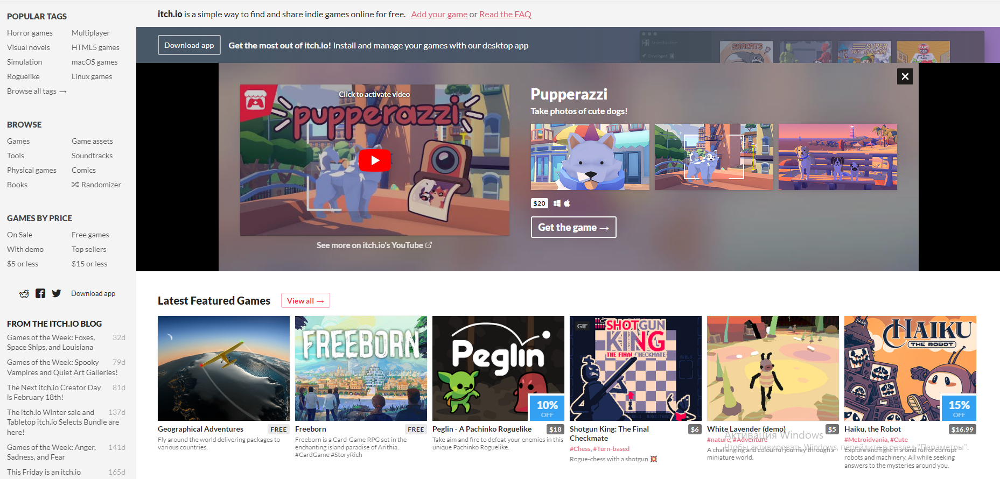 POPULAR TAGS
Horror games
Multiplayer
Visual novels
HTML5 games
Simulation
macOS games
Roguelike
Linux games
Browse all tags →
BROWSE
Games
Game assets
Tools
Soundtracks
Physical games
Comics
Books
Randomizer
GAMES BY PRICE
On Sale
Free games
With demo
Top sellers
$5 or less
$15 or less
Download app
FROM THE ITCH.IO BLOG
Games of the Week: Foxes, 32d
Space Ships, and Louisiana
Games of the Week: Spooky 79d
Vampires and Quiet Art Galleries!
The Next itch.io Creator Day 81d
is February 18th!
The itch.io Winter sale and 137d
Tabletop itch.io Selects Bundle are
here!
Games of the Week: Anger, 141d
Sadness, and Fear
This Friday is an itch.io 165d
itch.io is a simple way to find and share indie games online for free. Add your game or Read the FAQ
Download app
Get the most out of itch.io! Install and manage your games with our desktop app
Developed 4
SNACATS
SUPER
WIN THE GAME
GAME
DEV
Click to activate video
pupperazzi
See more on itch.io's YouTube
Pupperazzi
Take photos of cute dogs!
$20
Get the game →
Latest Featured Games
View all →
Geographical Adventures FREE
Fly around the world delivering packages to
various countries.
FREEBORN
Freeborn FREE
Freeborn is a Card-Game RPG set in the
enchanting island paradise of Arithia.
#CardGame #StoryRich
Peglin
10%
OFF
Peglin - A Pachinko Roguelike $18
Take aim and fire to defeat your enemies in this
unique Pachinko Roguelike.
GIF
SHOTGUN
KING
THE FINAL CHECKMATE
Shotgun King: The Final $6
Checkmate
#Chess, #Turn-based
Rogue-chess with a shotgun 💥
White Lavender (demo) $5
#nature, #Adventure
A challenging and colourful journey through a
miniature world.
HAIKU
THE ROBOT
15%
OFF
Haiku, the Robot $16.99
#Metroidvania, #Cute
Explore and fight in a land full of corrupt
robots and machinery. All while seeking
answers to the mysteries around you.
Активация Windows
Чтобы активировать Windows, перейдите в раздел "Параметры".